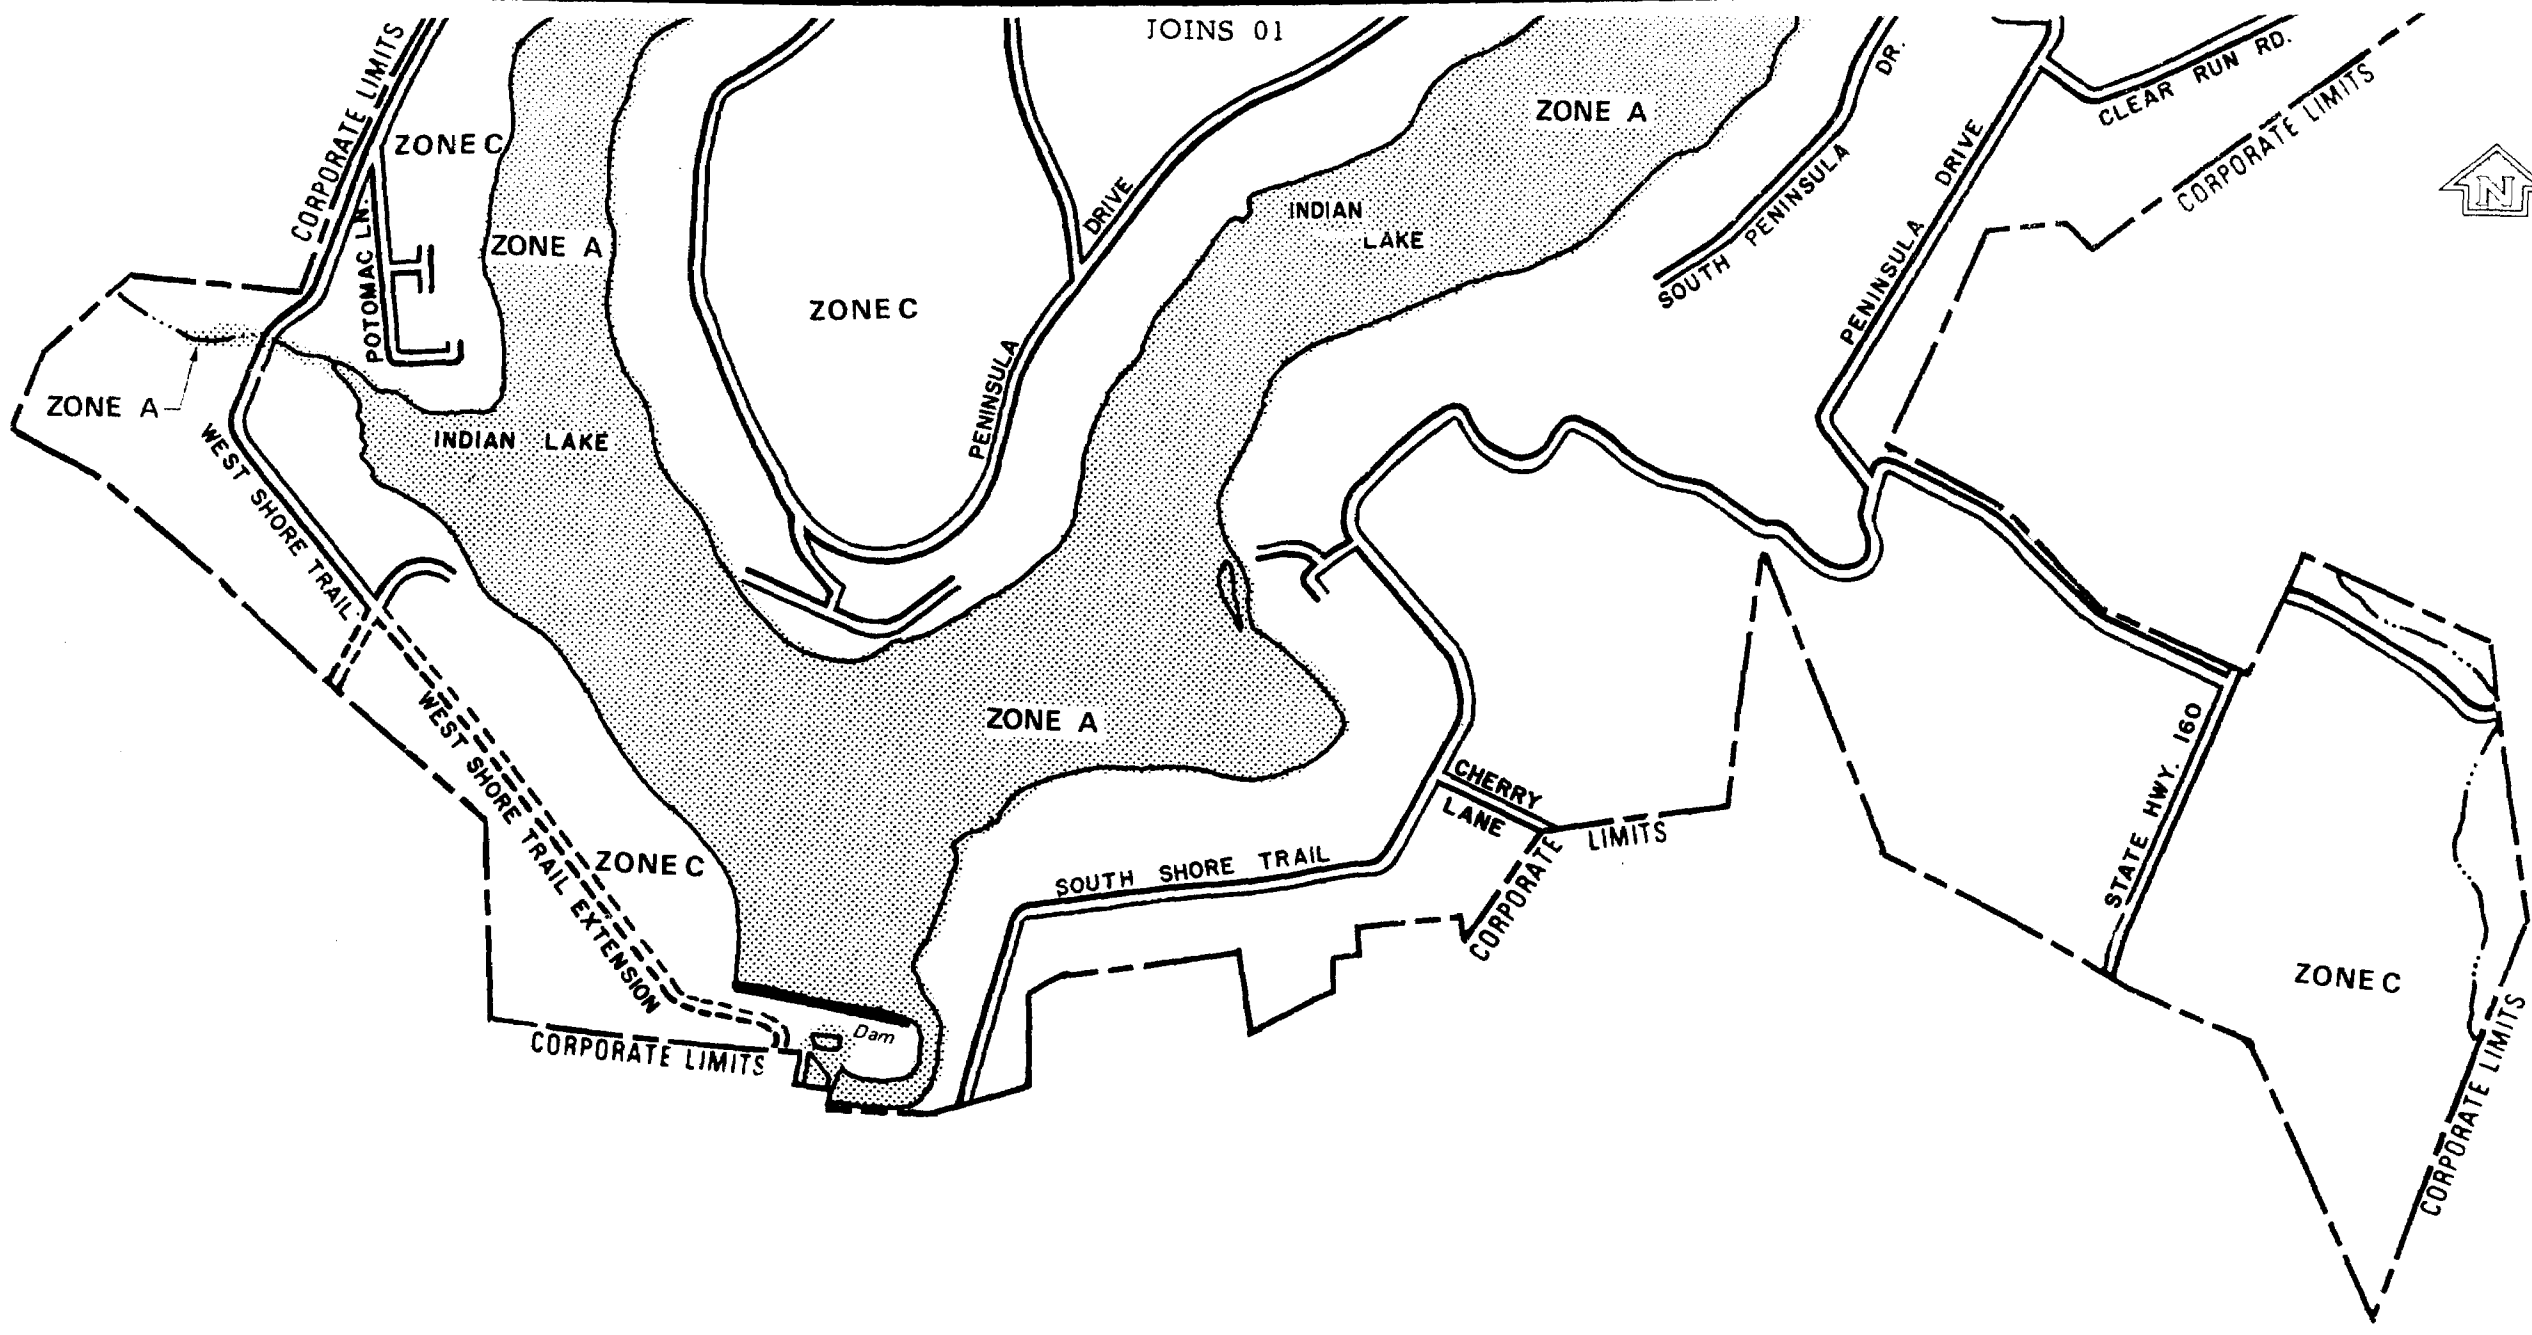 JOINS 01
CORPORATE LIMITS
ZONE C
ZONE A
POTOMAC LN.
ZONE A
INDIAN
LAKE
DR.
SOUTH PENINSULA
PENINSULA DRIVE
CLEAR RUN RD.
CORPORATE LIMITS
N
ZONE C
PENINSULA DRIVE
ZONE A
INDIAN LAKE
WEST SHORE TRAIL
WEST SHORE TRAIL EXTENSION
ZONE A
ZONE C
CHERRY
LANE
SOUTH SHORE TRAIL
CORPORATE LIMITS
STATE HWY. 160
ZONE C
CORPORATE LIMITS
Dam
CORPORATE LIMITS